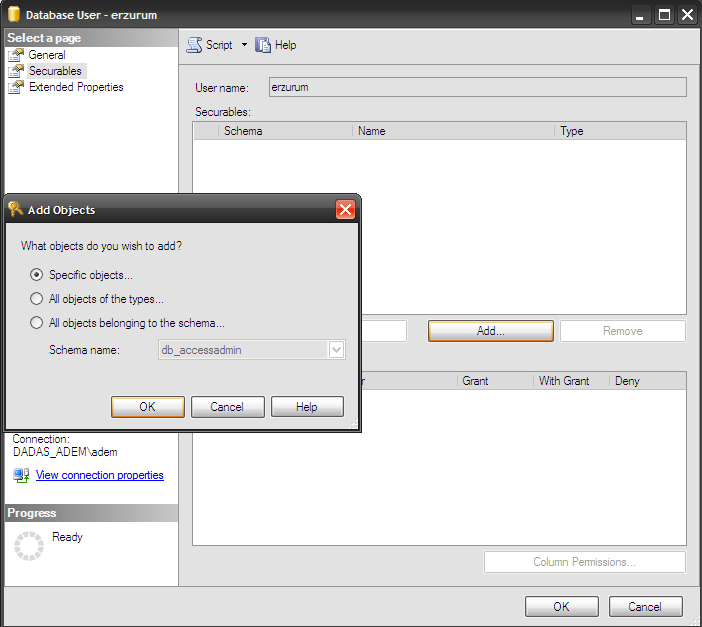 Database User - erzurum
Select a page
General
Securables
Extended Properties
Script
Help
User name: erzurum
Securables:
Schema Name Type
Add... Remove
Grant With Grant Deny
Column Permissions...
Add Objects
What objects do you wish to add?
Specific objects...
All objects of the types...
All objects belonging to the schema...
Schema name: db_accessadmin
OK Cancel Help
Connection:
DADAS_ADEM\adem
View connection properties
Progress
Ready
OK Cancel